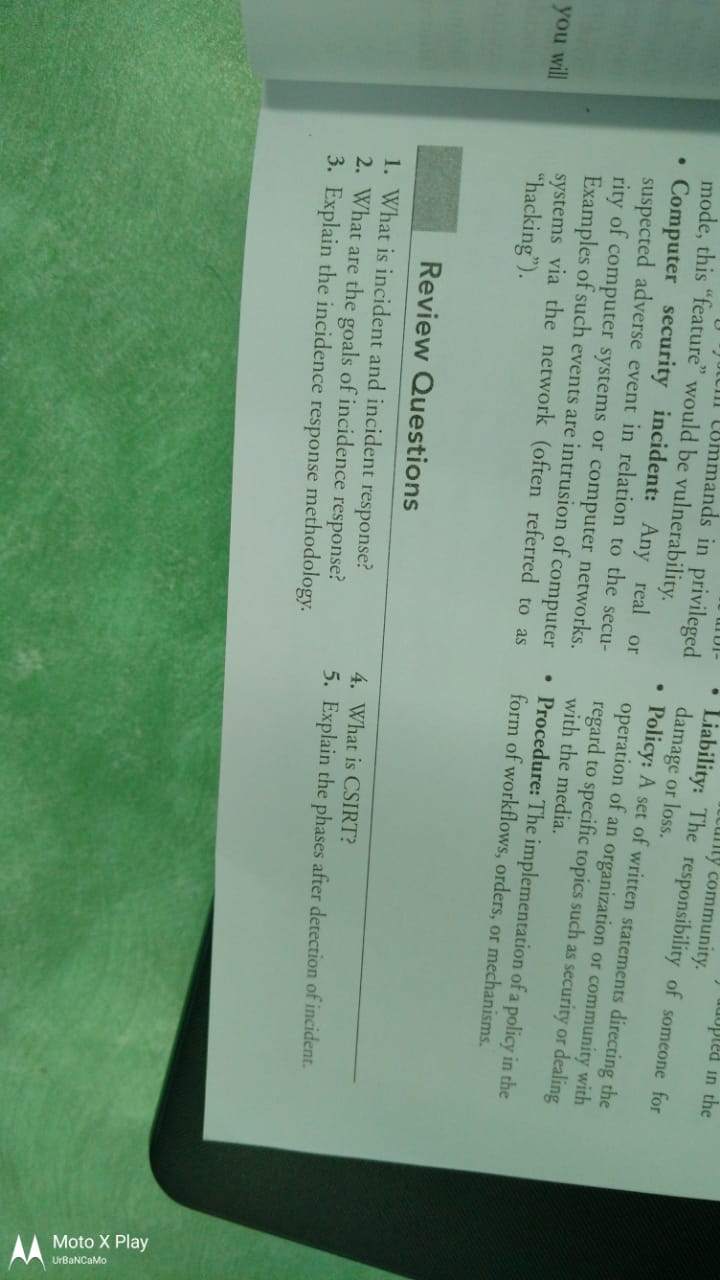 you will
commands in privileged
mode, this “feature” would be vulnerability.
• Computer security incident: Any real or
suspected adverse event in relation to the secu-
rity of computer systems or computer networks.
Examples of such events are intrusion of computer
systems via the network (often referred to as
“hacking”).
in the
community.
• Liability: The responsibility of someone for
damage or loss.
• Policy: A set of written statements directing the
operation of an organization or community with
regard to specific topics such as security or dealing
with the media.
• Procedure: The implementation of a policy in the
form of workflows, orders, or mechanisms.
Review Questions
1. What is incident and incident response?
2. What are the goals of incidence response?
3. Explain the incidence response methodology.
4. What is CSIRT?
5. Explain the phases after detection of incident.
Moto X Play
UrBaNCaMo